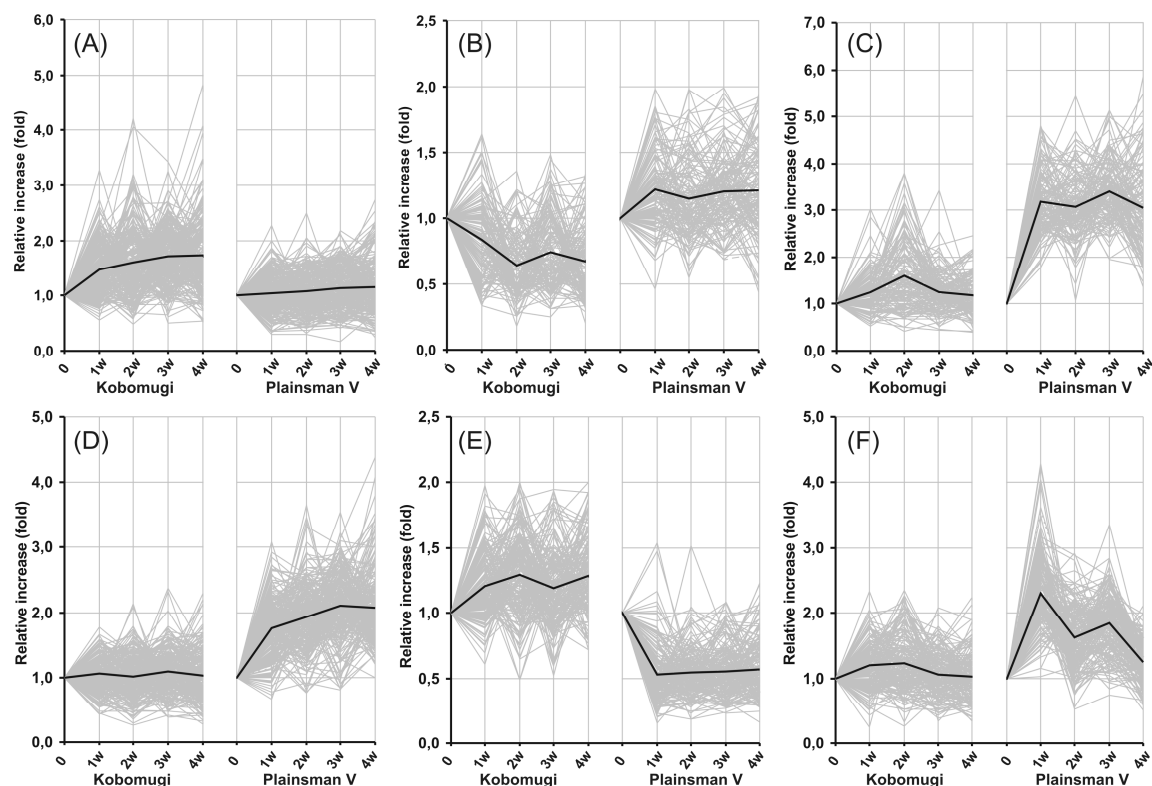 (A)
Relative increase (fold)
6,0
5,0
4,0
3,0
2,0
1,0
0,0
0 1w 2w 3w 4w 0 1w 2w 3w 4w
Kobomugi Plainsman V
(B)
Relative increase (fold)
2,5
2,0
1,5
1,0
0,5
0,0
0 1w 2w 3w 4w 0 1w 2w 3w 4w
Kobomugi Plainsman V
(C)
Relative increase (fold)
7,0
6,0
5,0
4,0
3,0
2,0
1,0
0,0
0 1w 2w 3w 4w 0 1w 2w 3w 4w
Kobomugi Plainsman V
(D)
Relative increase (fold)
5,0
4,0
3,0
2,0
1,0
0,0
0 1w 2w 3w 4w 0 1w 2w 3w 4w
Kobomugi Plainsman V
(E)
Relative increase (fold)
2,5
2,0
1,5
1,0
0,5
0,0
0 1w 2w 3w 4w 0 1w 2w 3w 4w
Kobomugi Plainsman V
(F)
Relative increase (fold)
5,0
4,0
3,0
2,0
1,0
0,0
0 1w 2w 3w 4w 0 1w 2w 3w 4w
Kobomugi Plainsman V